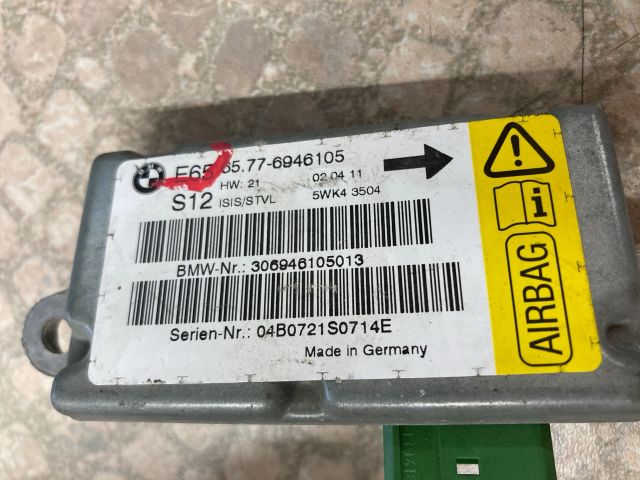 E65 65.77-6946105
HW: 21 02 04 11
S12 ISIS/STVL 5WK4 3504
BMW-Nr.: 306946105013
Serien-Nr.: 04B0721S0714E
Made in Germany
AIRBAG